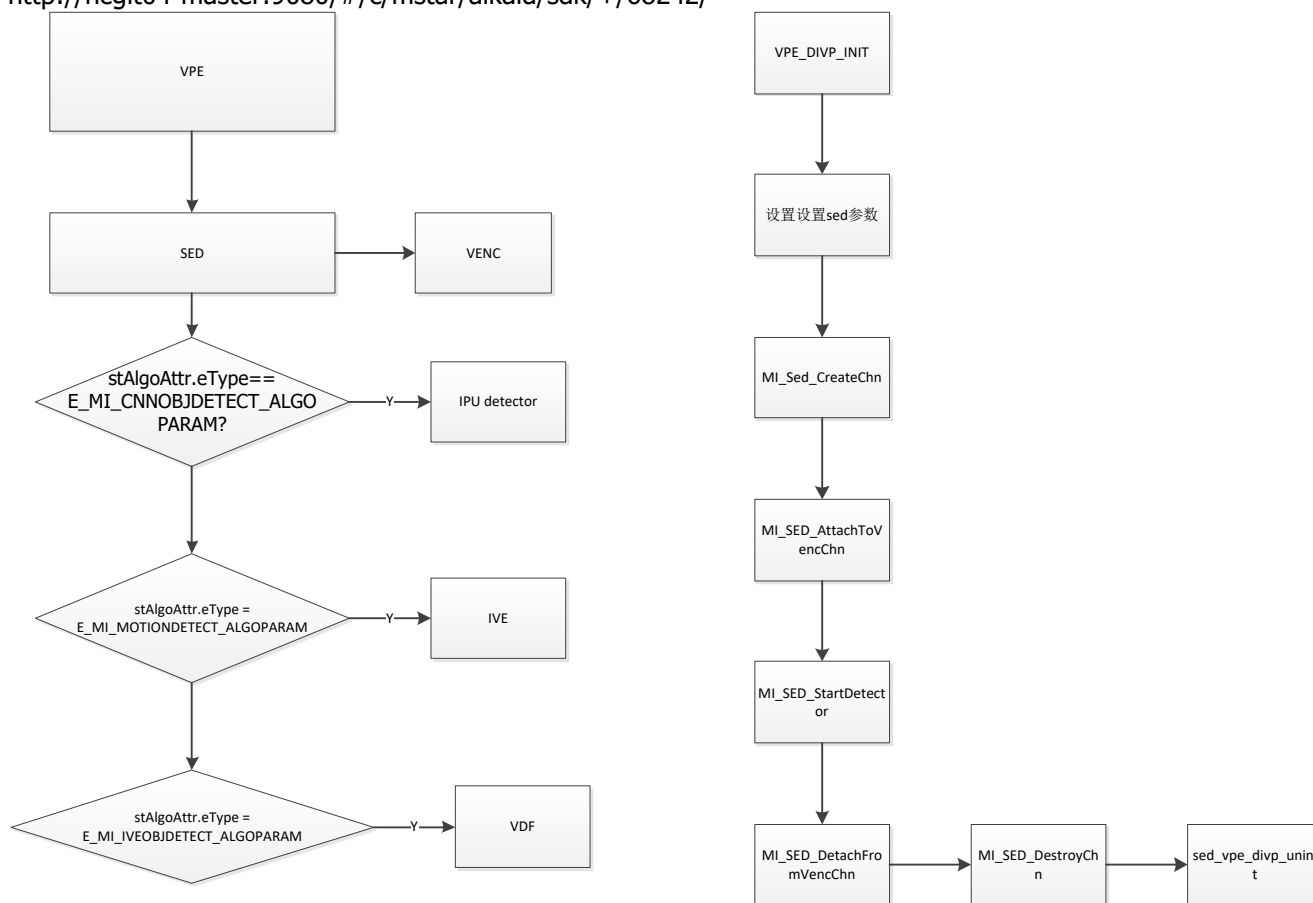 VPE
SED
VENC
stAlgoAttr.eType==
E_MI_CNNOBJDETECT_ALGO
PARAM?
Y
IPU detector
stAlgoAttr.eType =
E_MI_MOTIONDETECT_ALGOPARAM
Y
IVE
stAlgoAttr.eType =
E_MI_IVEOBJDETECT_ALGOPARAM
Y
VDF
VPE_DIVP_INIT
设置设置sed参数
MI_Sed_CreateChn
MI_SED_AttachToV
encChn
MI_SED_StartDetect
or
MI_SED_DetachFro
mVencChn
MI_SED_DestroyCh
n
sed_vpe_divp_unin
t